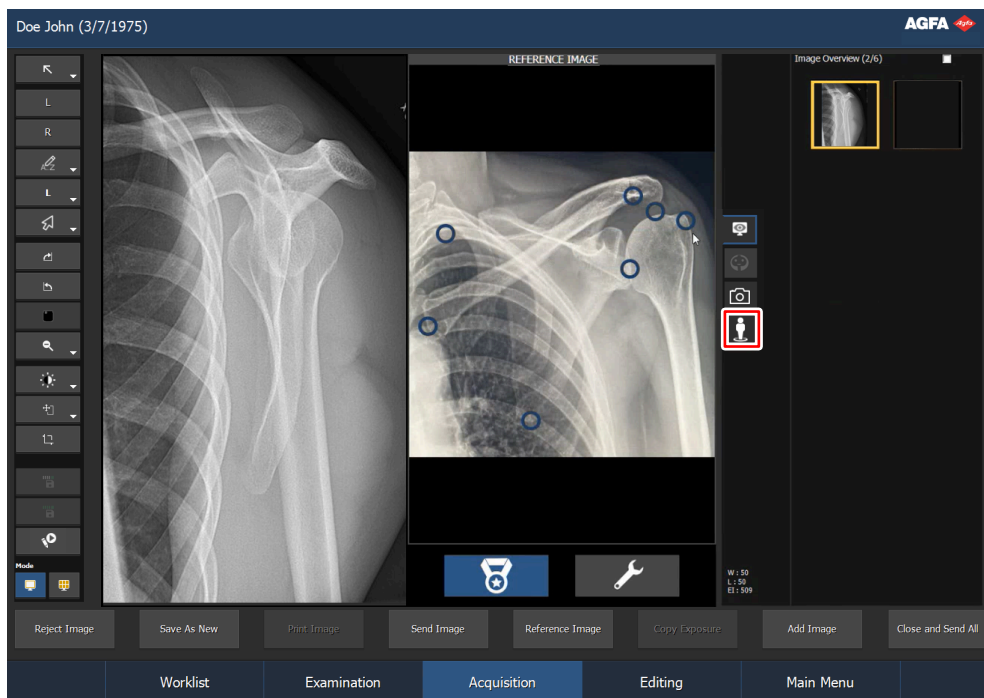 Doe John (3/7/1975)
AGFA
REFERENCE IMAGE
Image Overview (2/6)
L
R
A-Z
L
Mode
W : 50
L : 50
EI : 509
Reject Image
Save As New
Print Image
Send Image
Reference Image
Copy Exposure
Add Image
Close and Send All
Worklist
Examination
Acquisition
Editing
Main Menu